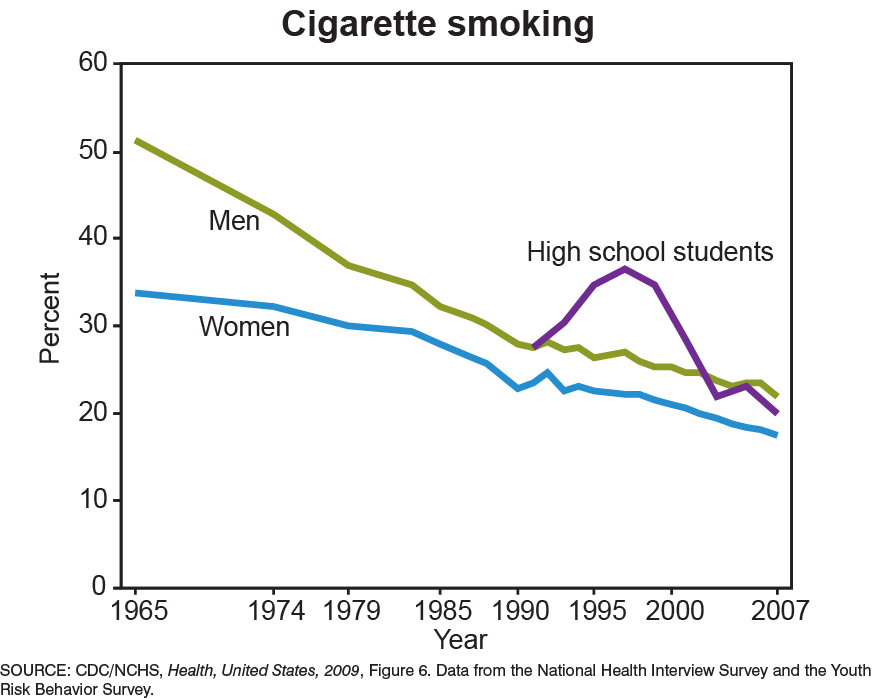 Cigarette smoking
60
50
40
30
20
10
0
Percent
Men
Women
High school students
1965 1974 1979 1985 1990 1995 2000 2007
Year
SOURCE: CDC/NCHS, Health, United States, 2009, Figure 6. Data from the National Health Interview Survey and the Youth
Risk Behavior Survey.